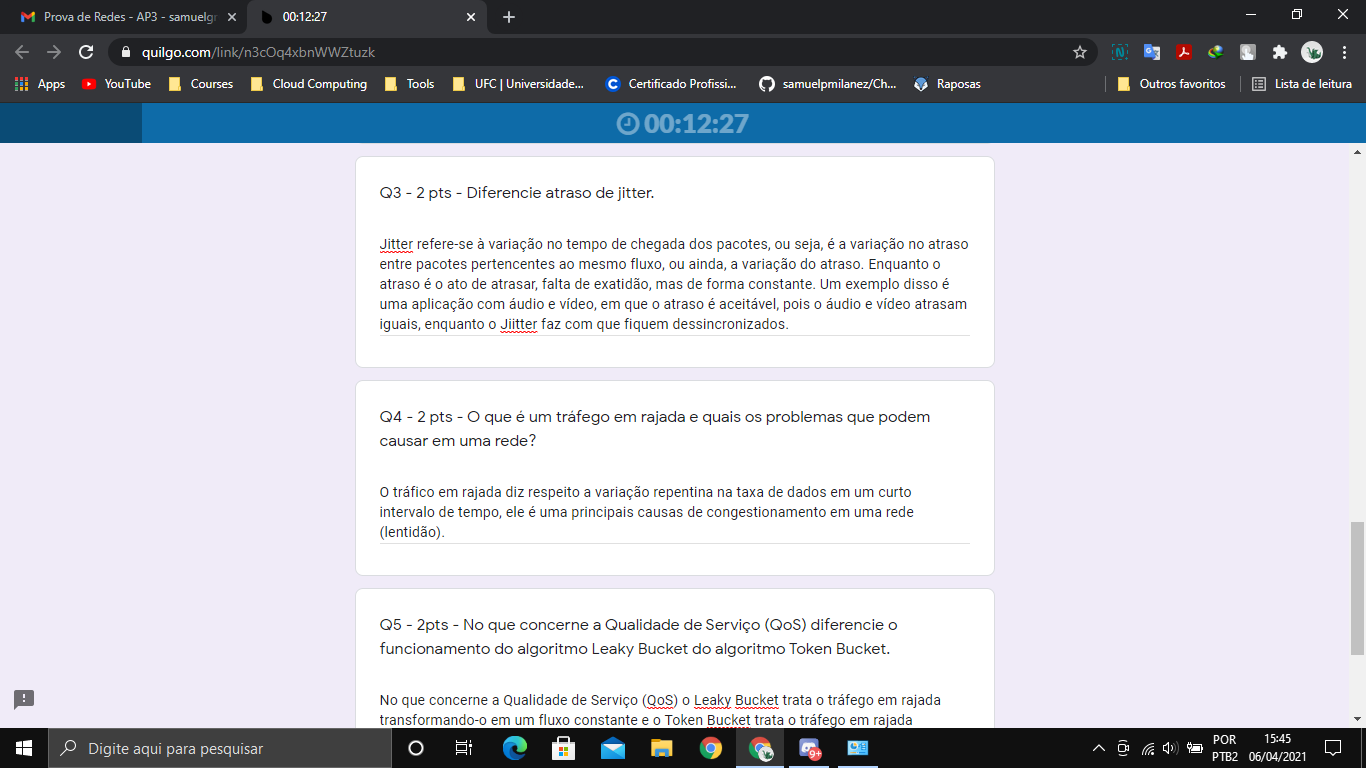 Prova de Redes - AP3 - samuelgr
00:12:27
quilgo.com/link/n3cOq4xbnWWZtuzk
Apps
YouTube
Courses
Cloud Computing
Tools
UFC | Universidade...
Certificado Profissi...
samuelpmilanez/Ch...
Raposas
Outros favoritos
Lista de leitura
00:12:27
Q3 - 2 pts - Diferencie atraso de jitter.
Jitter refere-se à variação no tempo de chegada dos pacotes, ou seja, é a variação no atraso
entre pacotes pertencentes ao mesmo fluxo, ou ainda, a variação do atraso. Enquanto o
atraso é o ato de atrasar, falta de exatidão, mas de forma constante. Um exemplo disso é
uma aplicação com áudio e vídeo, em que o atraso é aceitável, pois o áudio e vídeo atrasam
iguais, enquanto o Jiitter faz com que fiquem dessincronizados.
Q4 - 2 pts - O que é um tráfego em rajada e quais os problemas que podem
causar em uma rede?
O tráfico em rajada diz respeito a variação repentina na taxa de dados em um curto
intervalo de tempo, ele é uma principais causas de congestionamento em uma rede
(lentidão).
Q5 - 2pts - No que concerne a Qualidade de Serviço (QoS) diferencie o
funcionamento do algoritmo Leaky Bucket do algoritmo Token Bucket.
No que concerne a Qualidade de Serviço (QoS) o Leaky Bucket trata o tráfego em rajada
transformando-o em um fluxo constante e o Token Bucket trata o tráfego em rajada
Digite aqui para pesquisar
9+
POR
PTB2
15:45
06/04/2021